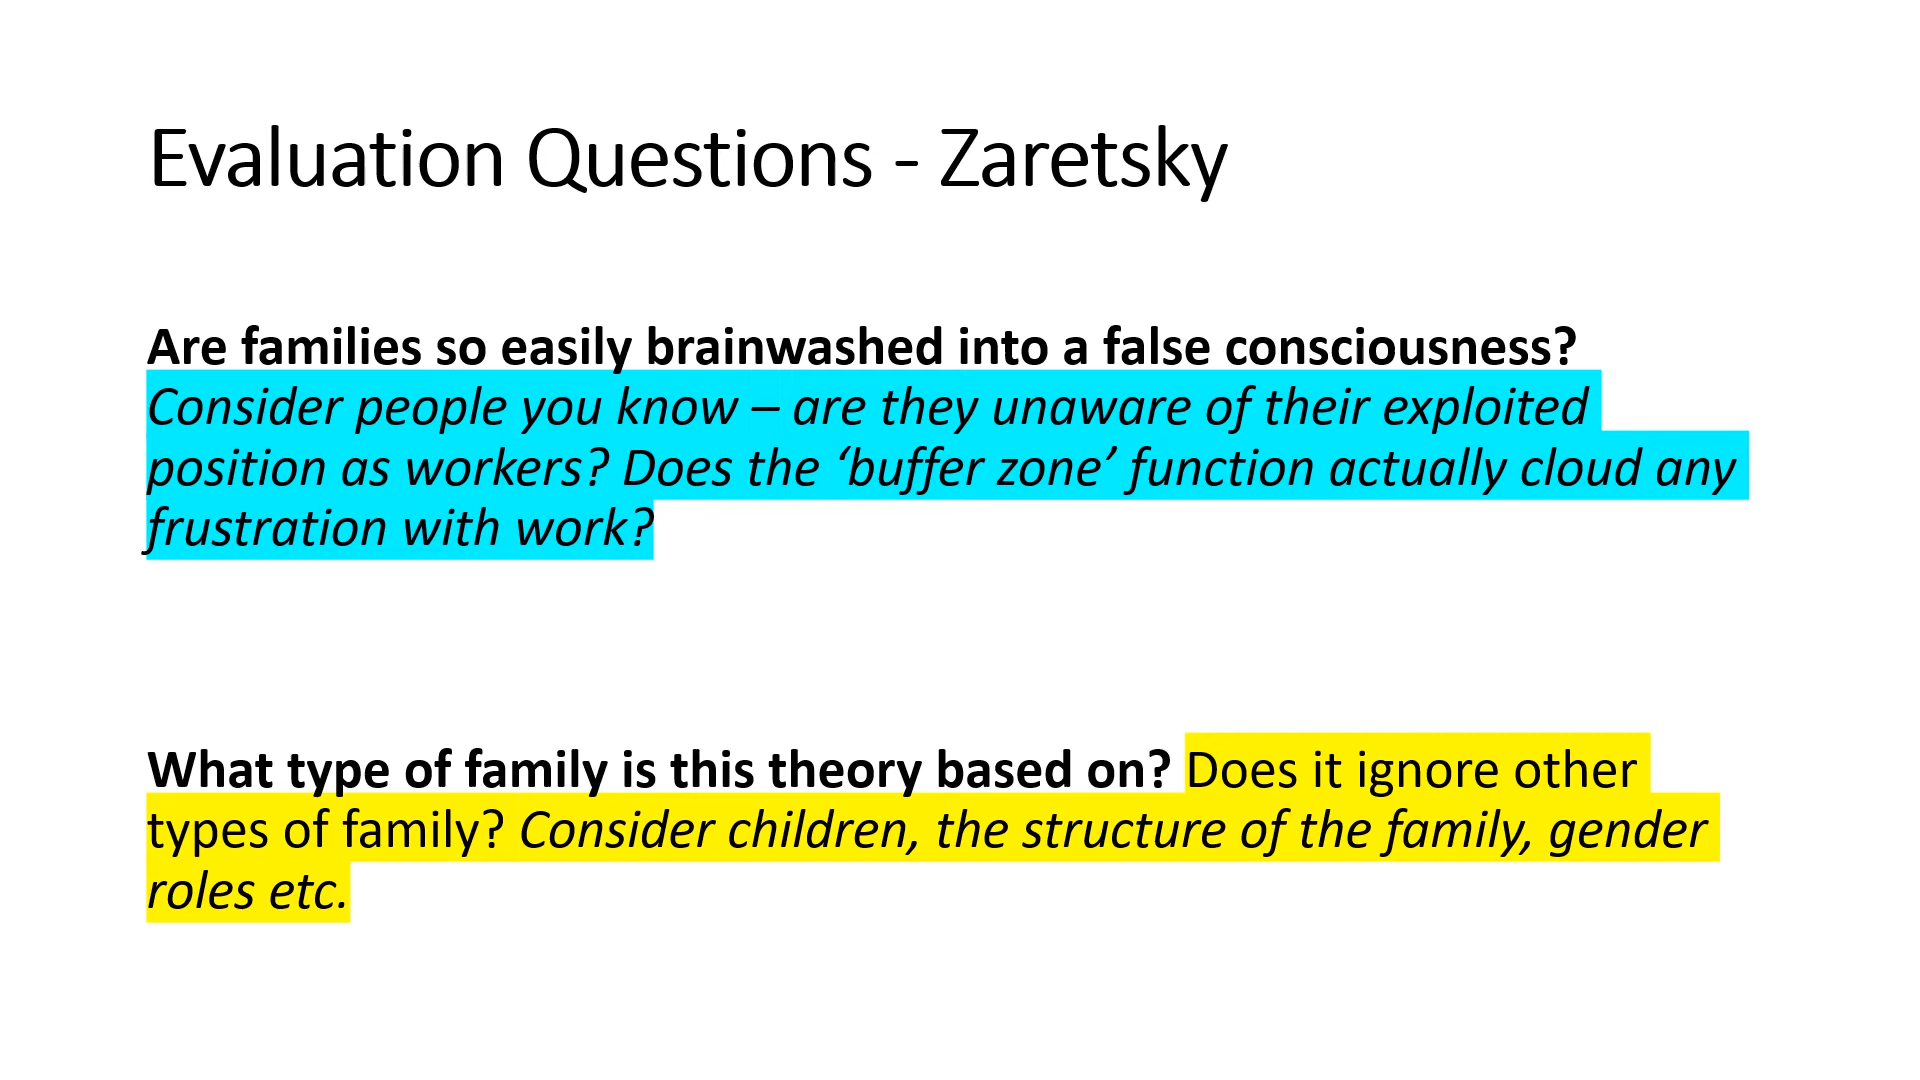 Evaluation Questions - Zaretsky
Are families so easily brainwashed into a false consciousness?
Consider people you know – are they unaware of their exploited
position as workers? Does the ‘buffer zone’ function actually cloud any
frustration with work?
What type of family is this theory based on? Does it ignore other
types of family? Consider children, the structure of the family, gender
roles etc.